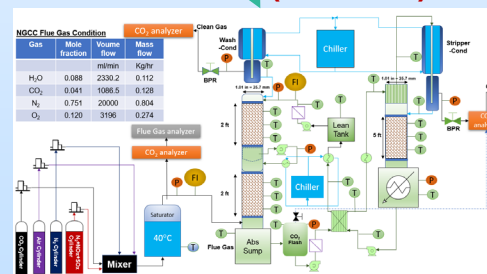 NGCC Flue Gas Condition
Gas Mole fraction Voume flow Mass flow
ml/min Kg/hr
H₂O 0.088 2330.2 0.112
CO₂ 0.041 1086.5 0.128
N₂ 0.751 20000 0.804
O₂ 0.120 3196 0.274
CO₂ analyzer
Clean Gas
Wash -Cond
BPR
P
T
FI
Chiller
Stripper -Cond
BPR
P
T
1.01 in = 25.7 mm
1.01 in = 25.7 mm
2 ft
2 ft
5 ft
Lean Tank
Chiller
Flue Gas analyzer
CO₂ analyzer
P
FI
Saturator
40°C
T
Flue Gas
Abs Sump
CO₂ Flash
Mixer
CO₂ Cylinder
Air Cylinder
N₂ Cylinder